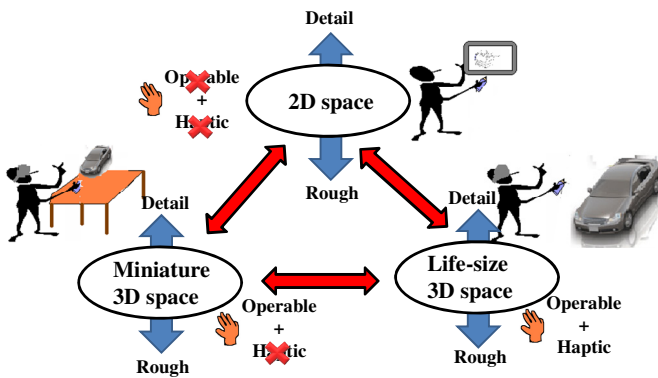 Detail
Operable
+
Haptic
2D space
Rough
Detail
Detail
Miniature
3D space
Life-size
3D space
Operable
+
Haptic
Operable
+
Haptic
Rough
Rough